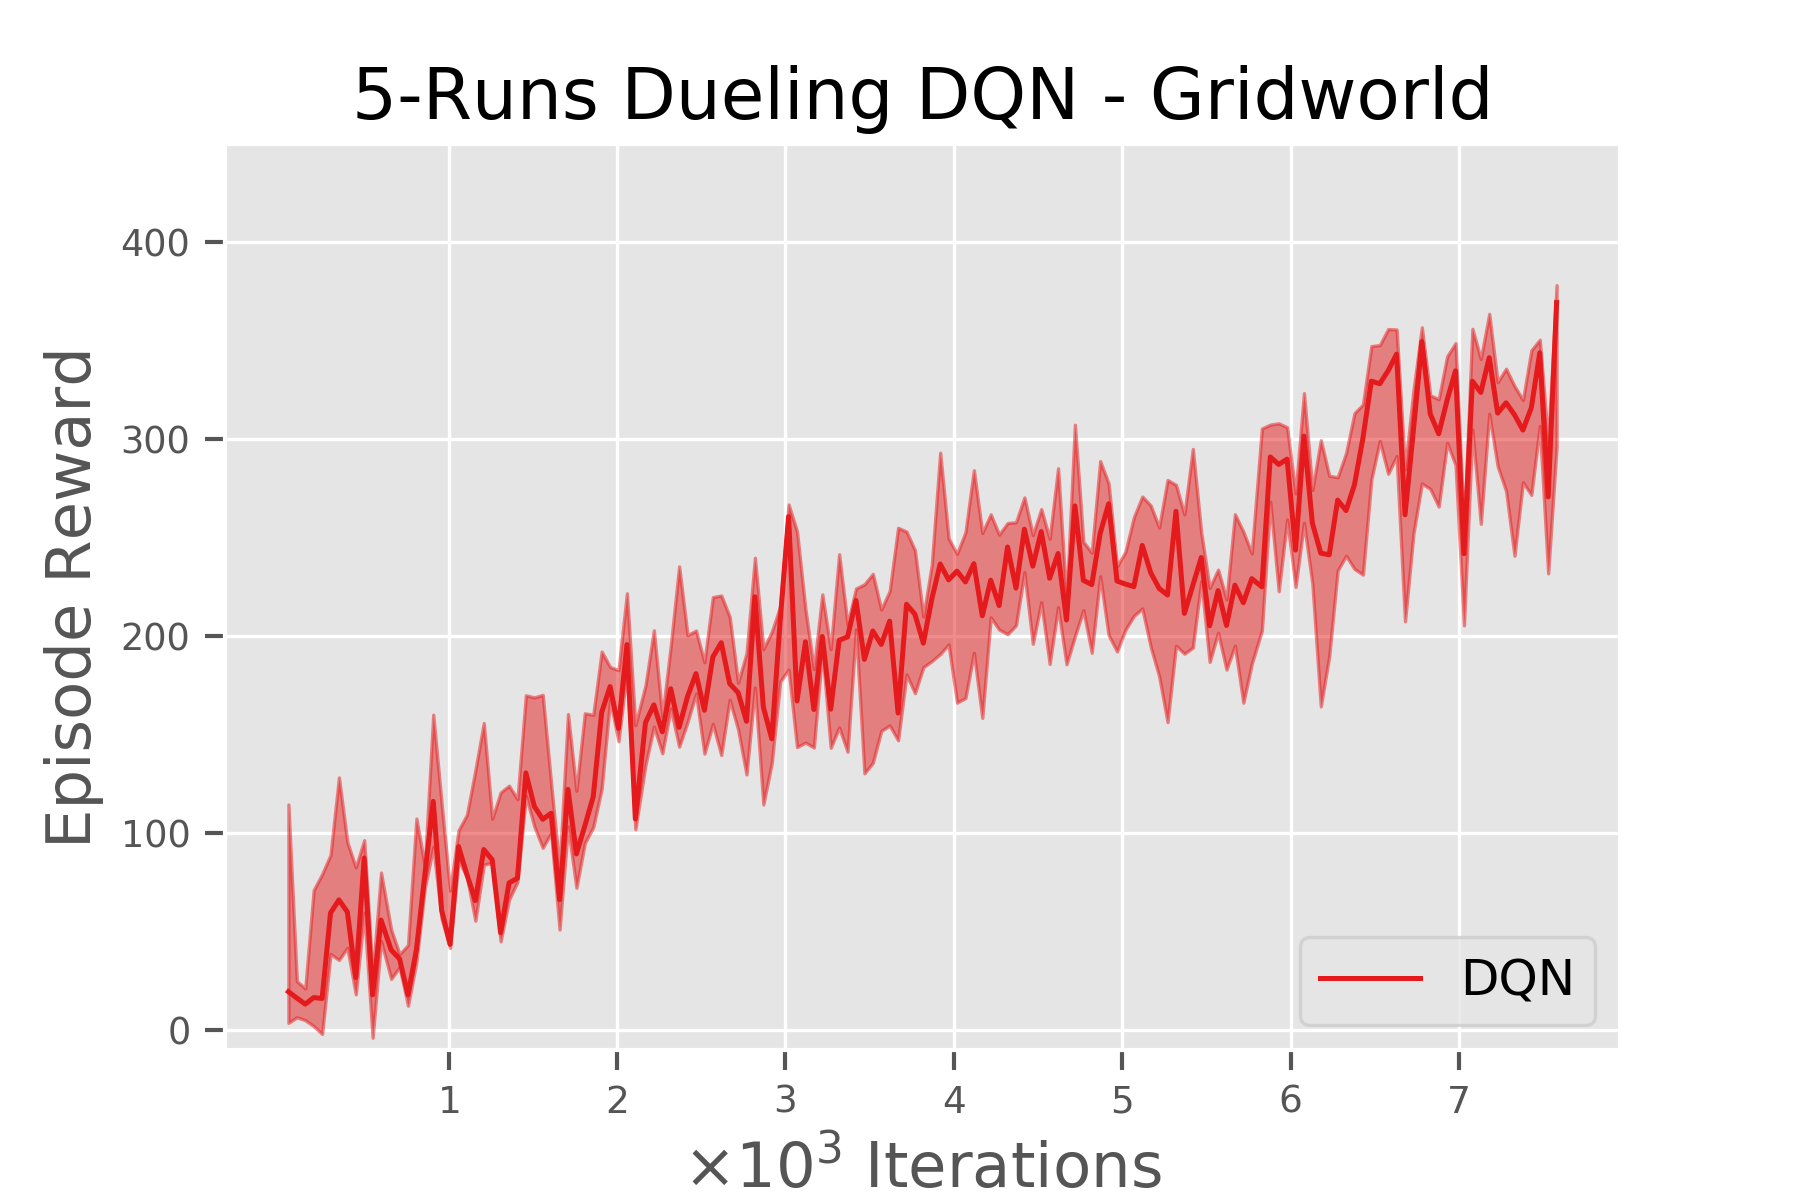 5-Runs Dueling DQN - Gridworld
Episode Reward
400
300
200
100
0
DQN
1 2 3 4 5 6 7
×10³ Iterations